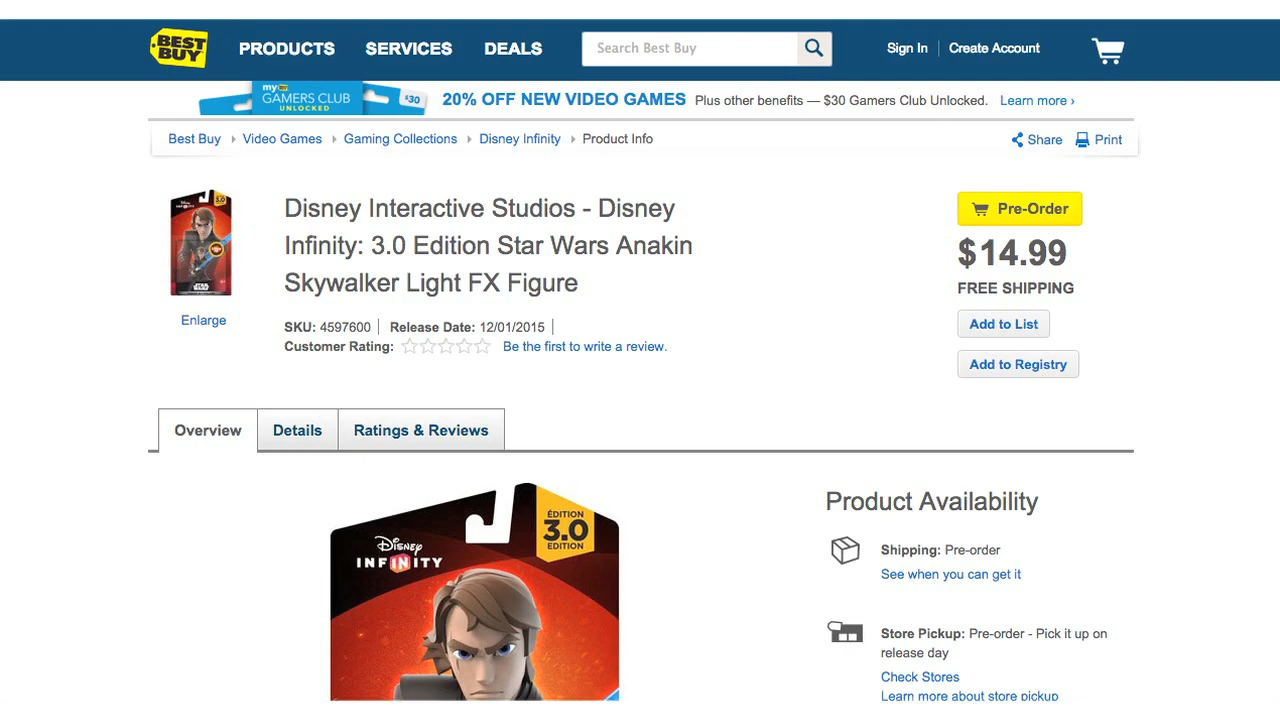 BEST BUY
PRODUCTS SERVICES DEALS
Search Best Buy
Sign In Create Account
my BEST BUY
GAMERS CLUB
UNLOCKED
$30
20% OFF NEW VIDEO GAMES Plus other benefits — $30 Gamers Club Unlocked. Learn more ›
Best Buy Video Games Gaming Collections Disney Infinity Product Info
Share Print
Disney Interactive Studios - Disney
Infinity: 3.0 Edition Star Wars Anakin
Skywalker Light FX Figure
Enlarge
SKU: 4597600 Release Date: 12/01/2015
Customer Rating: Be the first to write a review.
Pre-Order
$14.99
FREE SHIPPING
Add to List
Add to Registry
Overview Details Ratings & Reviews
ÉDITION
3.0
EDITION
Disney
INFINITY
Product Availability
Shipping: Pre-order
See when you can get it
Store Pickup: Pre-order - Pick it up on
release day
Check Stores
Learn more about store pickup